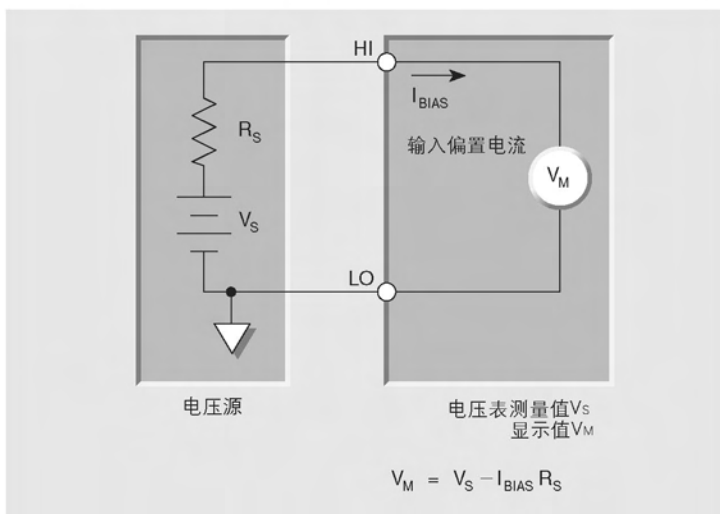 HI
I_BIAS
R_S
输入偏置电流
V_M
V_S
LO
电压源
电压表测量值V_S
显示值V_M
V_M = V_S − I_BIAS R_S